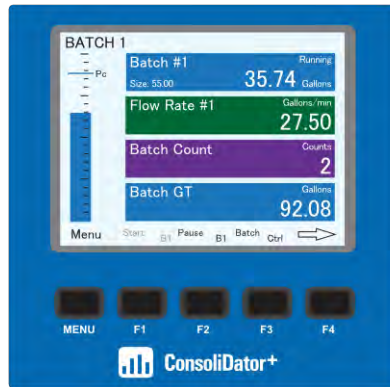 BATCH 1
Pc
Batch #1 Running
Size: 55.00 35.74 Gallons
Flow Rate #1 Gallons/min
27.50
Batch Count Counts
2
Batch GT Gallons
92.08
Menu Start B1 Pause B1 Batch Ctrl
MENU F1 F2 F3 F4
ConsoliDator+